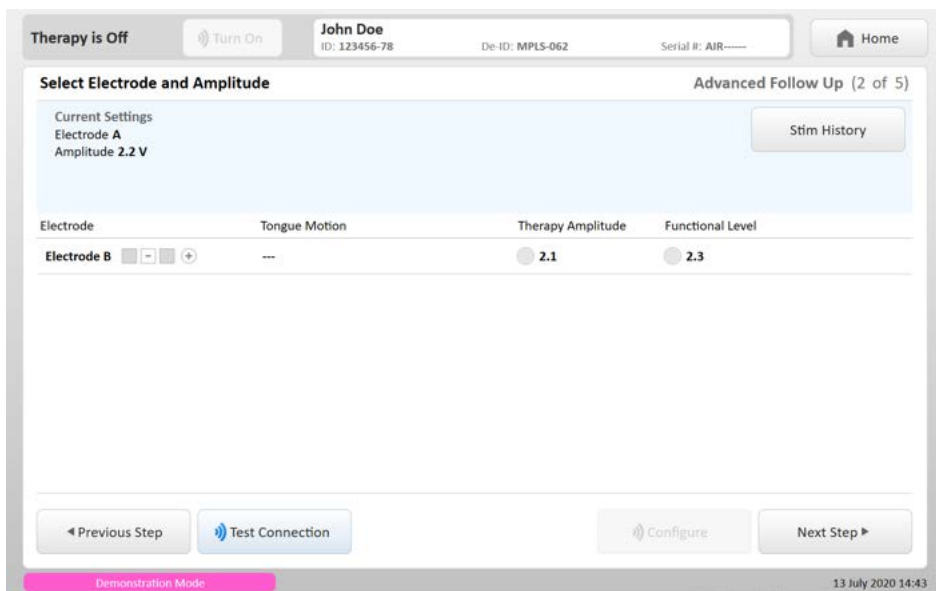 Therapy is Off
Turn On
John Doe
ID: 123456-78 De-ID: MPLS-062 Serial #: AIR------
Home
Select Electrode and Amplitude
Advanced Follow Up (2 of 5)
Current Settings
Electrode A
Amplitude 2.2 V
Stim History
Electrode Tongue Motion Therapy Amplitude Functional Level
Electrode B - + --- 2.1 2.3
Previous Step
Test Connection
Configure
Next Step
Demonstration Mode
13 July 2020 14:43